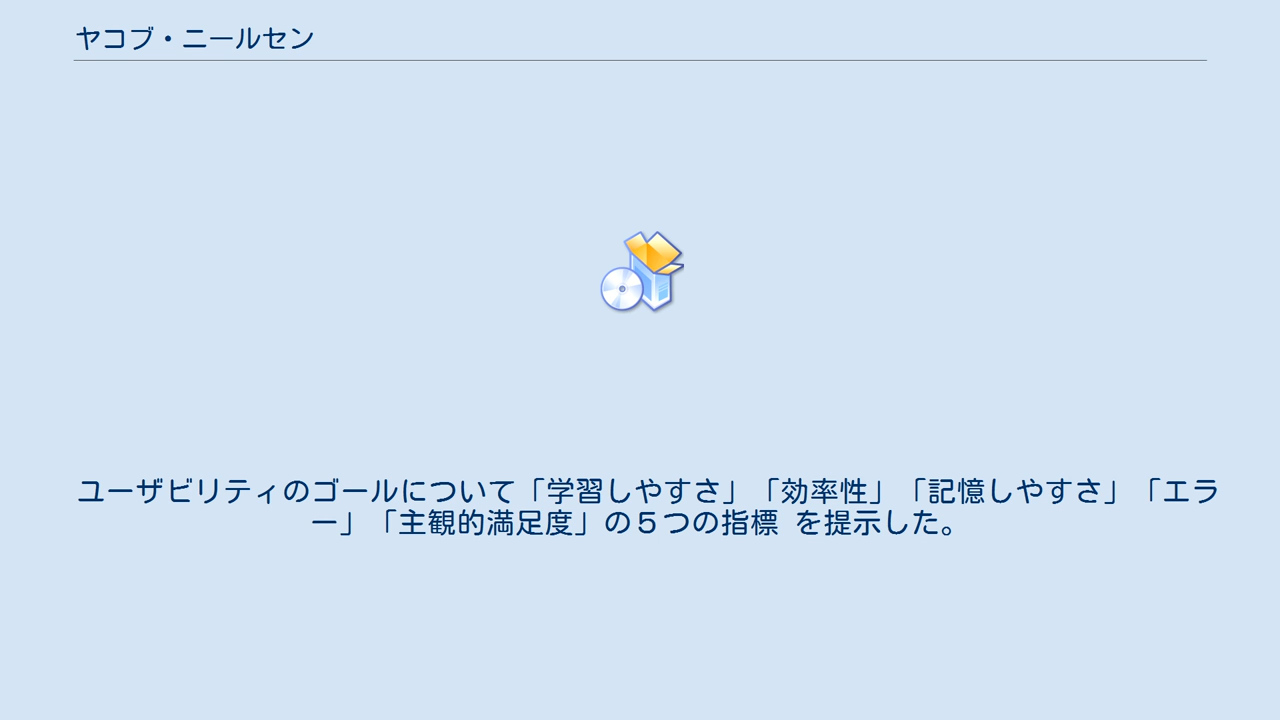 ヤコブ・ニールセン
ユーザビリティのゴールについて「学習しやすさ」「効率性」「記憶しやすさ」「エラ
ー」「主観的満足度」の５つの指標 を提示した。